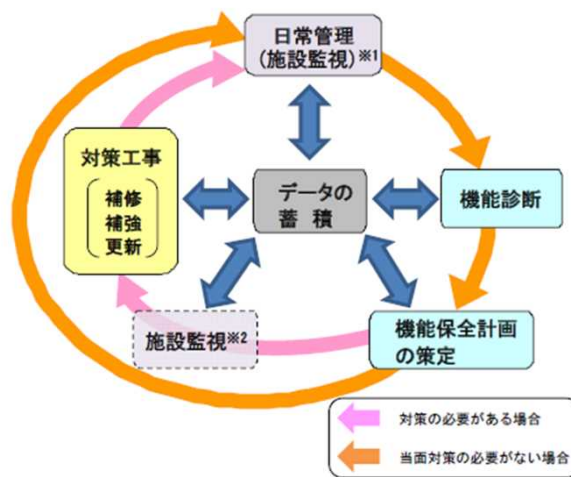 日常管理
(施設監視)※1
対策工事
補修
補強
更新
データの
蓄積
機能診断
施設監視※2
機能保全計画
の策定
対策の必要がある場合
当面対策の必要がない場合